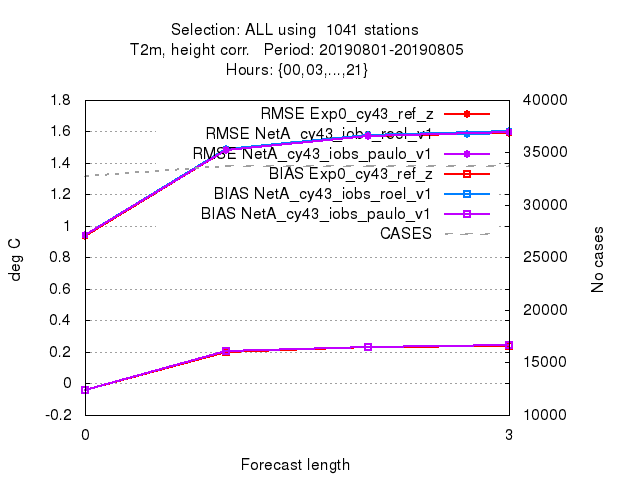 Selection: ALL using  1041 stations
T2m, height corr.   Period: 20190801-20190805
Hours: {00,03,...,21}
1.8
1.6
1.4
1.2
1
0.8
0.6
0.4
0.2
0
-0.2
deg C
RMSE Exp0_cy43_ref_z
RMSE NetA_cy43_iobs_roel_v1
RMSE NetA_cy43_iobs_paulo_v1
BIAS Exp0_cy43_ref_z
BIAS NetA_cy43_iobs_roel_v1
BIAS NetA_cy43_iobs_paulo_v1
CASES
40000
35000
30000
25000
20000
15000
10000
No cases
0
3
Forecast length